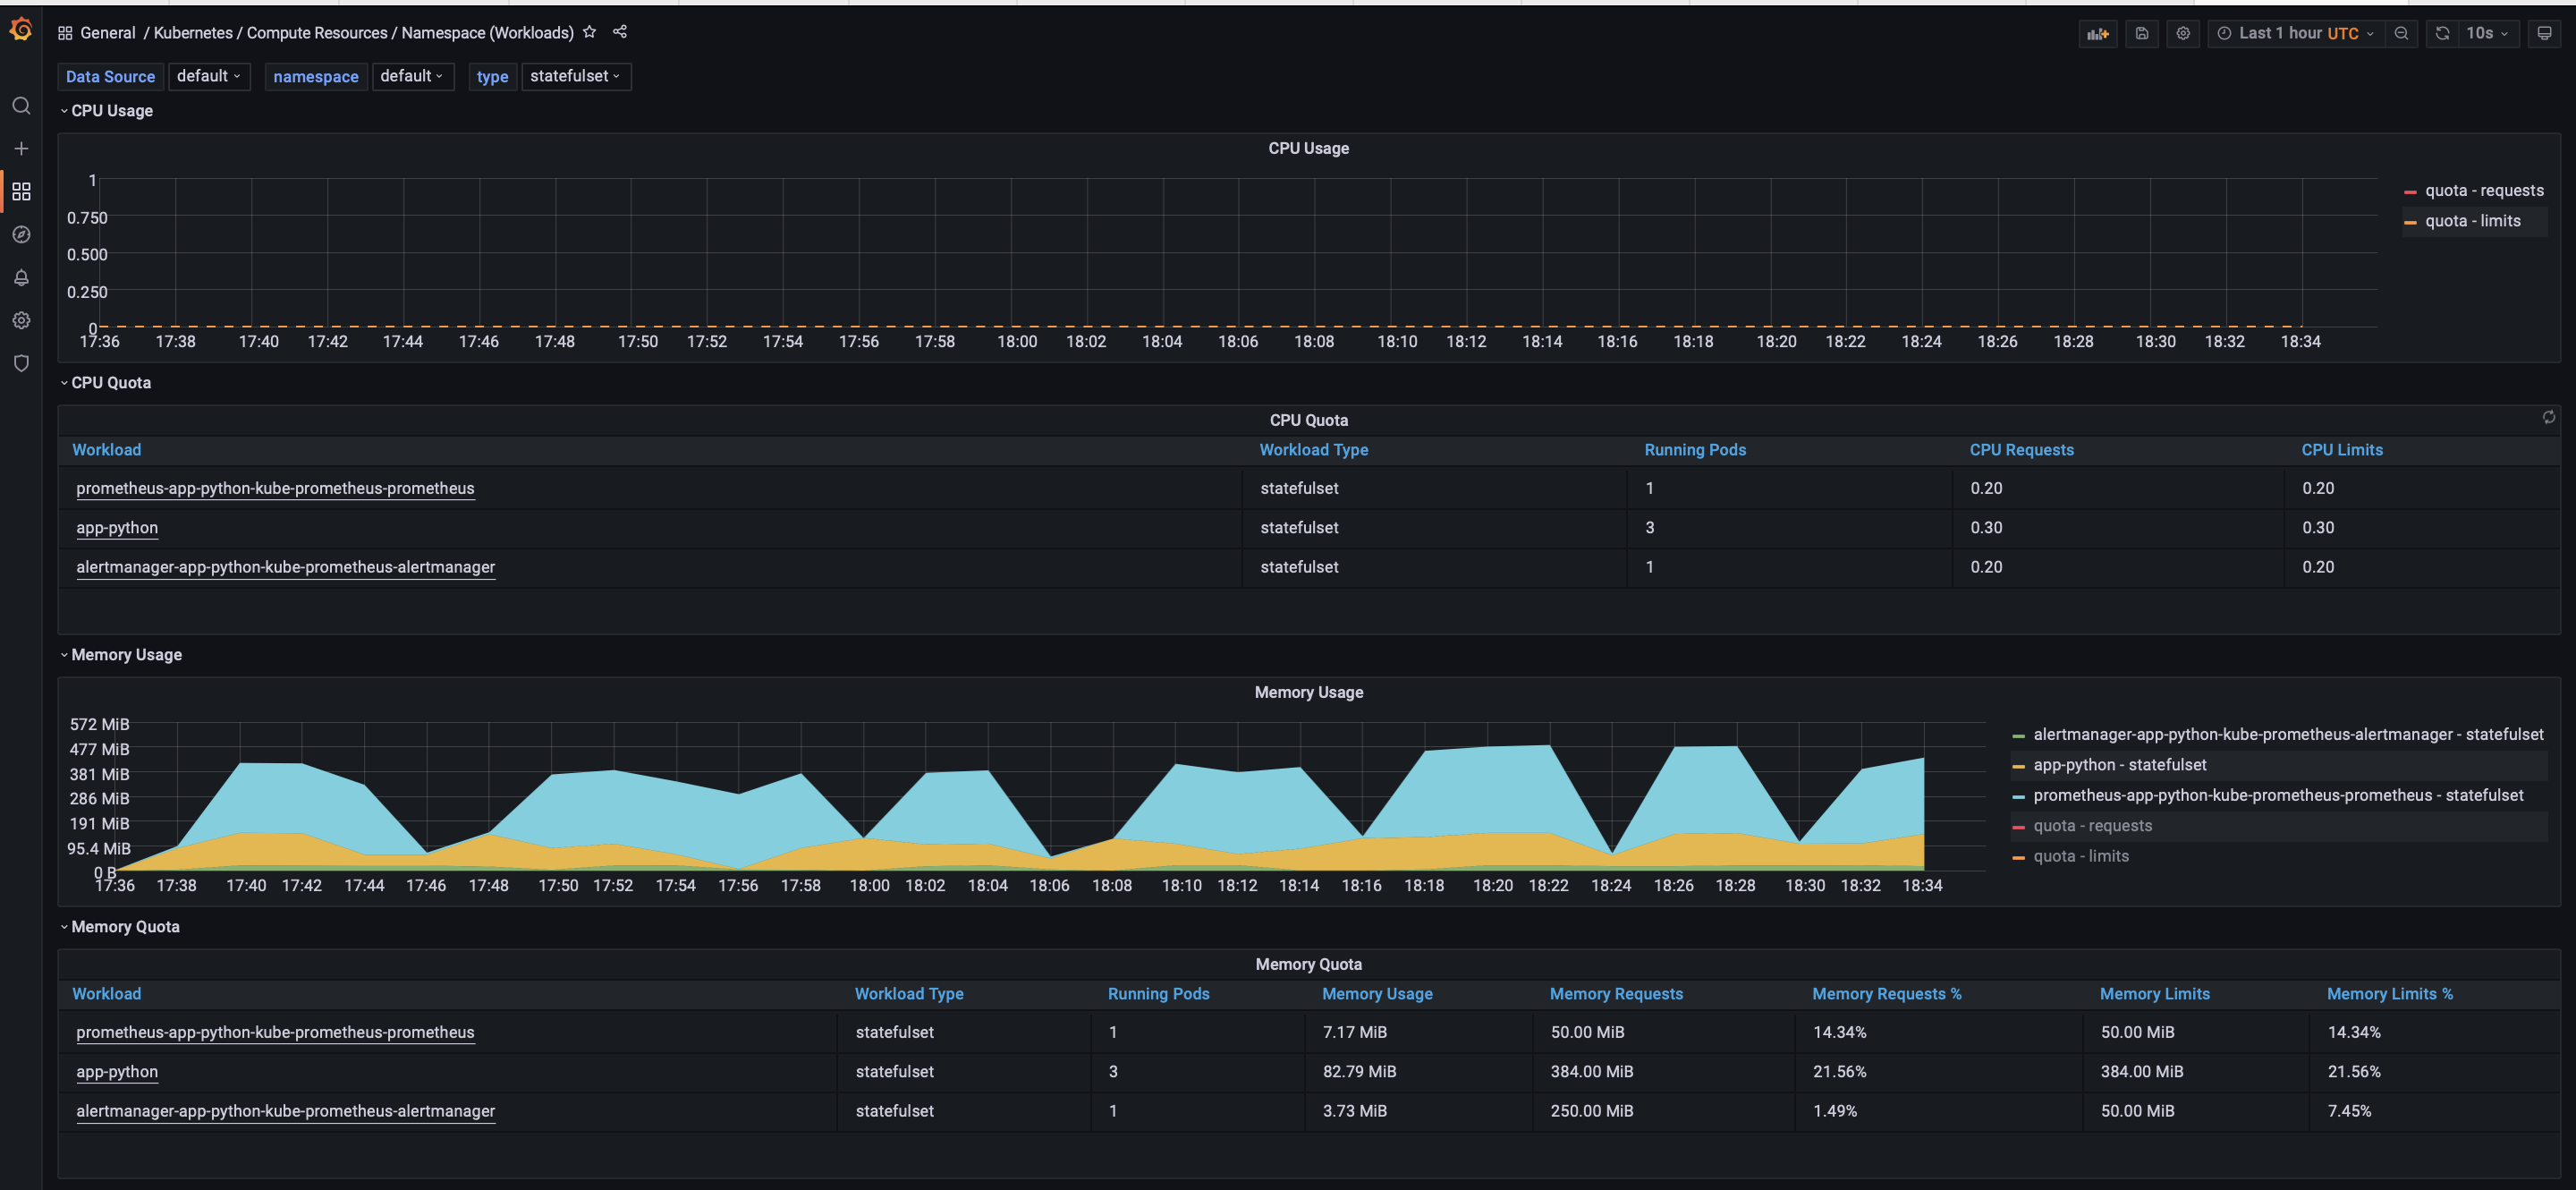 General / Kubernetes / Compute Resources / Namespace (Workloads)
Last 1 hour UTC
10s
Data Source default namespace default type statefulset
CPU Usage
CPU Usage
1
0.750
0.500
0.250
0
17:36 17:38 17:40 17:42 17:44 17:46 17:48 17:50 17:52 17:54 17:56 17:58 18:00 18:02 18:04 18:06 18:08 18:10 18:12 18:14 18:16 18:18 18:20 18:22 18:24 18:26 18:28 18:30 18:32 18:34
quota - requests
quota - limits
CPU Quota
CPU Quota
Workload Workload Type Running Pods CPU Requests CPU Limits
prometheus-app-python-kube-prometheus-prometheus statefulset 1 0.20 0.20
app-python statefulset 3 0.30 0.30
alertmanager-app-python-kube-prometheus-alertmanager statefulset 1 0.20 0.20
Memory Usage
Memory Usage
572 MiB
477 MiB
381 MiB
286 MiB
191 MiB
95.4 MiB
0 B
17:36 17:38 17:40 17:42 17:44 17:46 17:48 17:50 17:52 17:54 17:56 17:58 18:00 18:02 18:04 18:06 18:08 18:10 18:12 18:14 18:16 18:18 18:20 18:22 18:24 18:26 18:28 18:30 18:32 18:34
alertmanager-app-python-kube-prometheus-alertmanager - statefulset
app-python - statefulset
prometheus-app-python-kube-prometheus-prometheus - statefulset
quota - requests
quota - limits
Memory Quota
Memory Quota
Workload Workload Type Running Pods Memory Usage Memory Requests Memory Requests % Memory Limits Memory Limits %
prometheus-app-python-kube-prometheus-prometheus statefulset 1 7.17 MiB 50.00 MiB 14.34% 50.00 MiB 14.34%
app-python statefulset 3 82.79 MiB 384.00 MiB 21.56% 384.00 MiB 21.56%
alertmanager-app-python-kube-prometheus-alertmanager statefulset 1 3.73 MiB 250.00 MiB 1.49% 50.00 MiB 7.45%